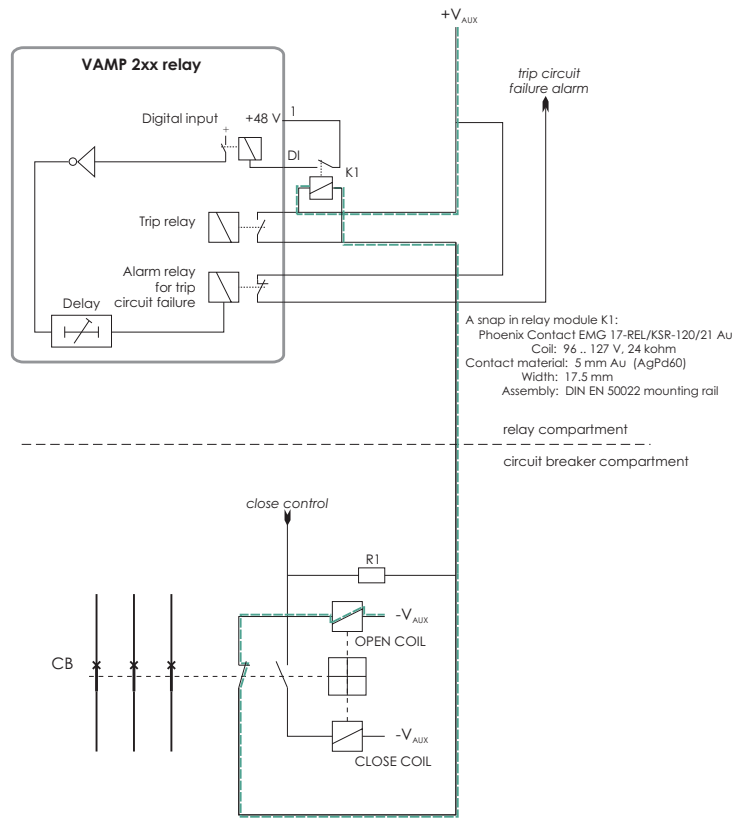 +VAUX
VAMP 2xx relay
trip circuit
failure alarm
Digital input
+
+48 V
1
DI
K1
Trip relay
Alarm relay
for trip
circuit failure
Delay
A snap in relay module K1:
Phoenix Contact EMG 17-REL/KSR-120/21 Au
Coil: 96 .. 127 V, 24 kohm
Contact material: 5 mm Au (AgPd60)
Width: 17.5 mm
Assembly: DIN EN 50022 mounting rail
relay compartment
circuit breaker compartment
close control
R1
-VAUX
OPEN COIL
CB
-VAUX
CLOSE COIL